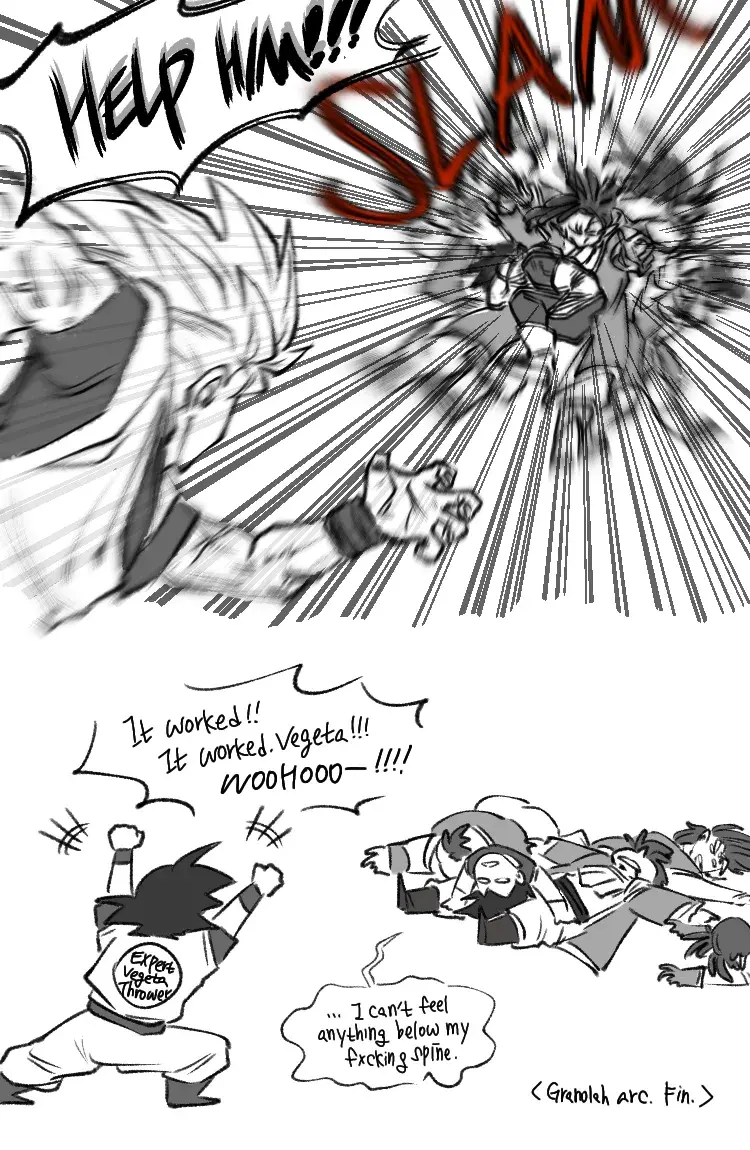 HELP HIM!!!
SLAM
It worked!!
It worked. Vegeta!!!
WOOHOOO—!!!!
EXPERT
Vegeta
Thrower
... I can't feel
anything below my
fxcking spine.
<Granolah arc. Fin.>